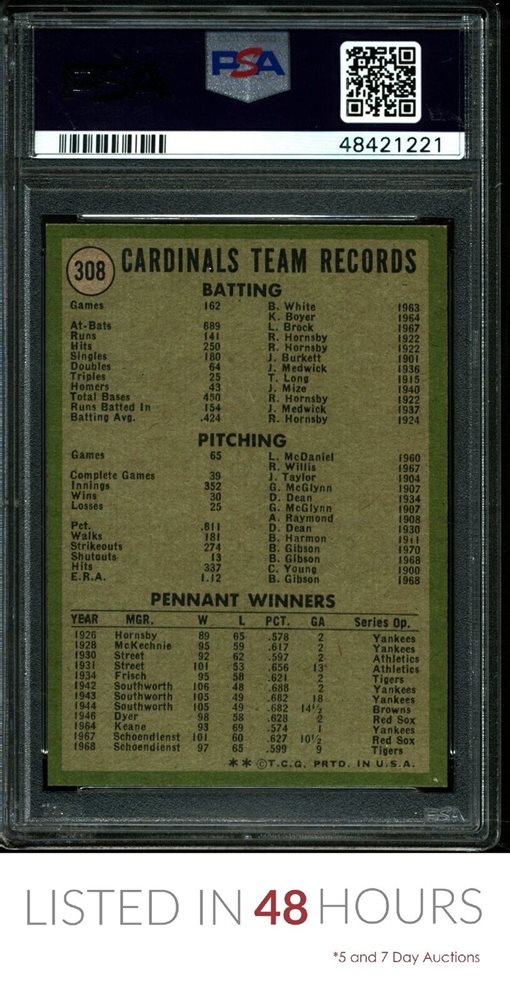 PSA
48421221
308 CARDINALS TEAM RECORDS
BATTING
Games 162 B. White 1963
K. Boyer 1964
At-Bats 689 L. Brock 1967
Runs 141 R. Hornsby 1922
Hits 250 R. Hornsby 1922
Singles 180 J. Burkett 1901
Doubles 64 J. Medwick 1936
Triples 25 T. Long 1915
Homers 43 J. Mize 1940
Total Bases 450 R. Hornsby 1922
Runs Batted In 154 J. Medwick 1937
Batting Avg. .424 R. Hornsby 1924
PITCHING
Games 65 L. McDaniel 1960
R. Willis 1967
Complete Games 39 J. Taylor 1904
Innings 352 G. McGlynn 1907
Wins 30 D. Dean 1934
Losses 25 G. McGlynn 1907
A. Raymond 1908
Pct. .811 D. Dean 1930
Walks 181 B. Harmon 1911
Strikeouts 274 B. Gibson 1970
Shutouts 13 B. Gibson 1968
Hits 337 C. Young 1900
E.R.A. 1.12 B. Gibson 1968
PENNANT WINNERS
YEAR MGR. W L PCT. GA Series Op.
1926 Hornsby 89 65 .578 2 Yankees
1928 McKechnie 95 59 .617 2 Yankees
1930 Street 92 62 .597 2 Athletics
1931 Street 101 53 .656 13 Athletics
1934 Frisch 95 58 .621 2 Tigers
1942 Southworth 106 48 .688 2 Yankees
1943 Southworth 105 49 .682 18 Yankees
1944 Southworth 105 49 .682 14½ Browns
1946 Dyer 98 58 .628 2 Red Sox
1964 Keane 93 69 .574 1 Yankees
1967 Schoendienst 101 60 .627 10½ Red Sox
1968 Schoendienst 97 65 .599 9 Tigers
** ©T.C.G. PRTD. IN U.S.A.
PSA
LISTED IN 48 HOURS
*5 and 7 Day Auctions